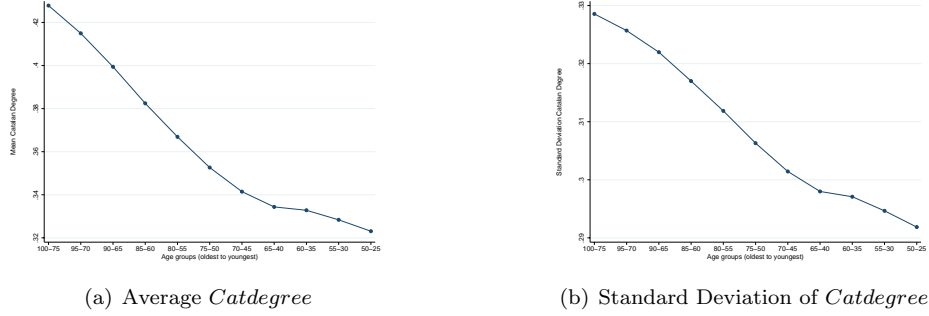 .42
.4
.38
.36
.34
.32
Mean Catalan Degree
100–75 95–70 90–65 85–60 80–55 75–50 70–45 65–40 60–35 55–30 50–25
Age groups (oldest to youngest)
(a) Average Catdegree
.33
.32
.31
.3
.29
Standard Deviation Catalan Degree
100–75 95–70 90–65 85–60 80–55 75–50 70–45 65–40 60–35 55–30 50–25
Age groups (oldest to youngest)
(b) Standard Deviation of Catdegree